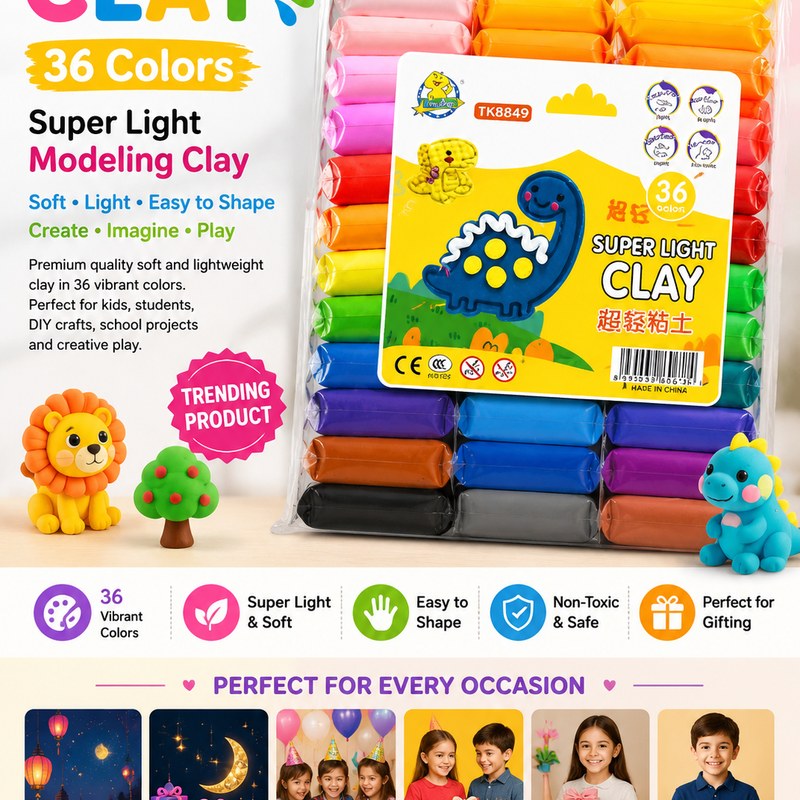 CLAY
36 Colors
Super Light
Modeling Clay
Soft • Light • Easy to Shape
Create • Imagine • Play
Premium quality soft and lightweight
clay in 36 vibrant colors.
Perfect for kids, students,
DIY crafts, school projects
and creative play.
TRENDING
PRODUCT
TK8849
36
Colors
超轻
SUPER LIGHT
CLAY
超轻粘土
CE
CCC
MADE IN CHINA
36
Vibrant
Colors
Super Light
& Soft
Easy to
Shape
Non-Toxic
& Safe
Perfect for
Gifting
PERFECT FOR EVERY OCCASION